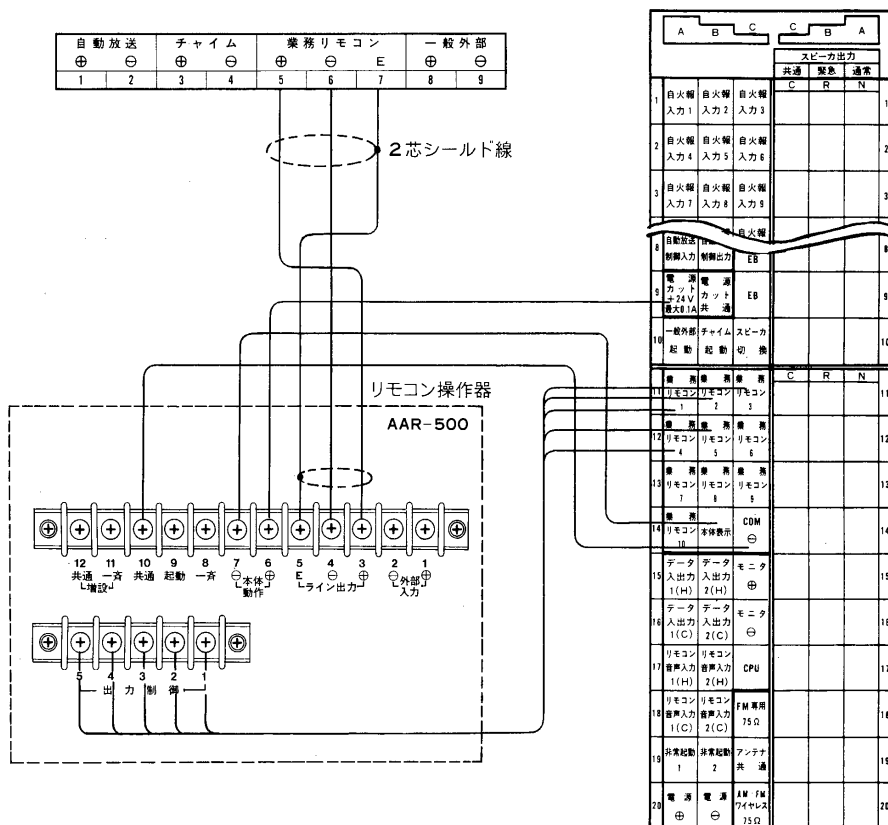 自動放送 チャイム 業務リモコン 一般外部
⊕ ⊖ ⊕ ⊖ ⊕ ⊖ E ⊕ ⊖
1 2 3 4 5 6 7 8 9
2芯シールド線
リモコン操作器
AAR-500
12 11 10 9 8 7 6 5 4 3 2 1
共通 一斉 共通 起動 一斉 ⊖ ⊕ E ⊖ ⊕ ⊖ ⊕
増設 本体動作 ライン出力 外部入力
5 4 3 2 1
出力制御
A B C C B A
スピーカ出力
共通 緊急 通常
C R N
1 自火報入力1 自火報入力2 自火報入力3 1
2 自火報入力4 自火報入力5 自火報入力6 2
3 自火報入力7 自火報入力8 自火報入力9 3
自火報
8 自動放送制御入力 制御出力 EB 8
9 電源カット+24V最大0.1A 電源カット共通 EB 9
10 一般外部起動 チャイム起動 スピーカ切換 10
C R N
11 業務リモコン1 業務リモコン2 業務リモコン3 11
12 業務リモコン4 業務リモコン5 業務リモコン6 12
13 業務リモコン7 業務リモコン8 業務リモコン9 13
14 業務リモコン10 本体表示 COM⊖ 14
15 データ入出力1(H) データ入出力2(H) モニタ⊕ 15
16 データ入出力1(C) データ入出力2(C) モニタ⊖ 16
17 リモコン音声入力1(H) リモコン音声入力2(H) CPU 17
18 リモコン音声入力1(C) リモコン音声入力2(C) FM専用75Ω 18
19 非常起動1 非常起動2 アンテナ共通 19
20 電源⊕ 電源⊖ AM FMワイヤレス75Ω 20